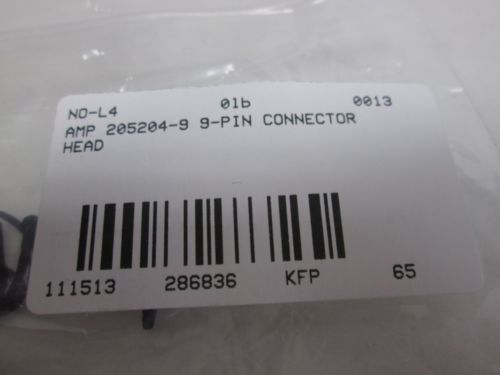 NO-L4 01b 0013
AMP 205204-9 9-PIN CONNECTOR
HEAD
111513 286836 KFP 65